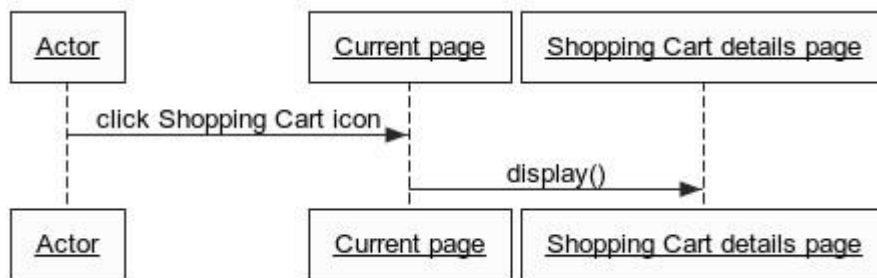 Actor
Current page
Shopping Cart details page
click Shopping Cart icon
display()
Actor
Current page
Shopping Cart details page